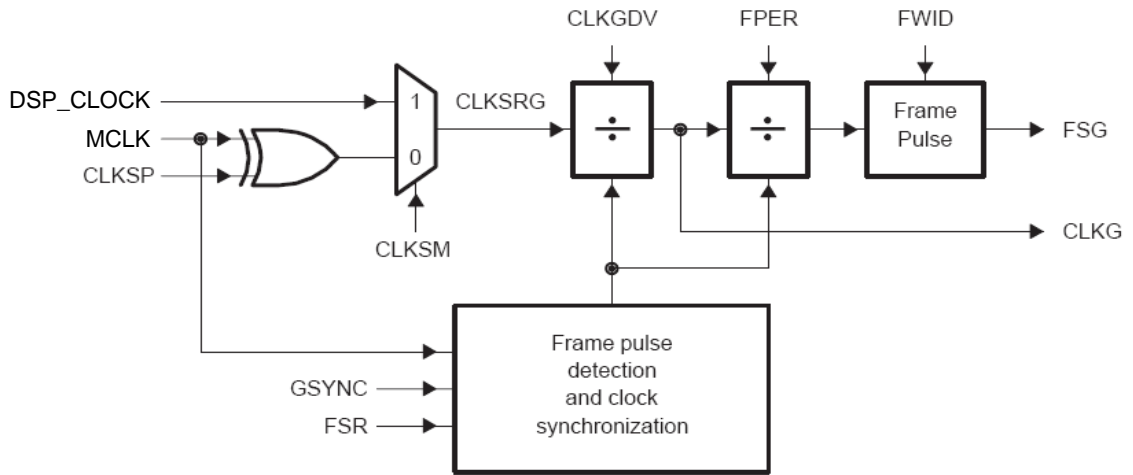 CLKGDV FPER FWID
DSP_CLOCK 1 CLKSRG ÷ ÷ Frame Pulse FSG
MCLK
0
CLKSP
CLKSM CLKG
Frame pulse
detection
and clock
synchronization
GSYNC
FSR